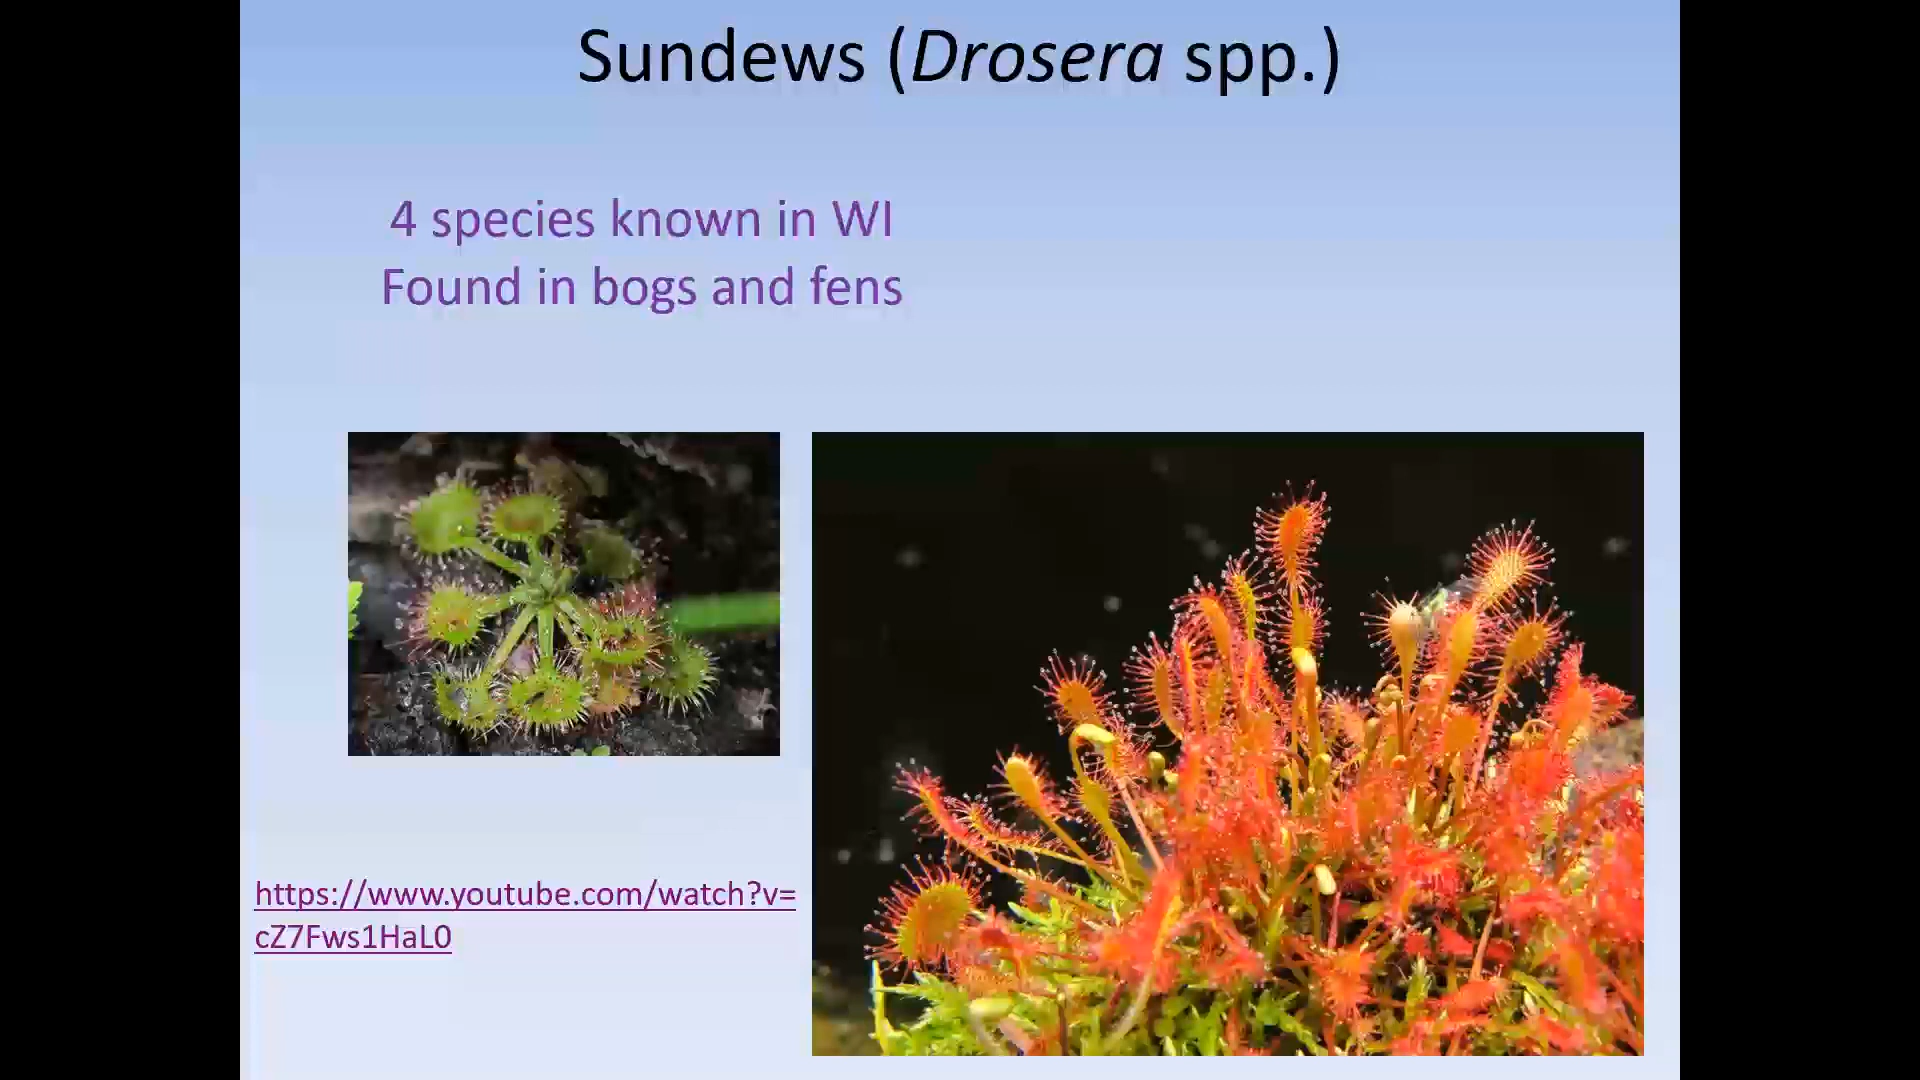 Sundews (Drosera spp.)
4 species known in WI
Found in bogs and fens
https://www.youtube.com/watch?v=
cZ7Fws1HaL0